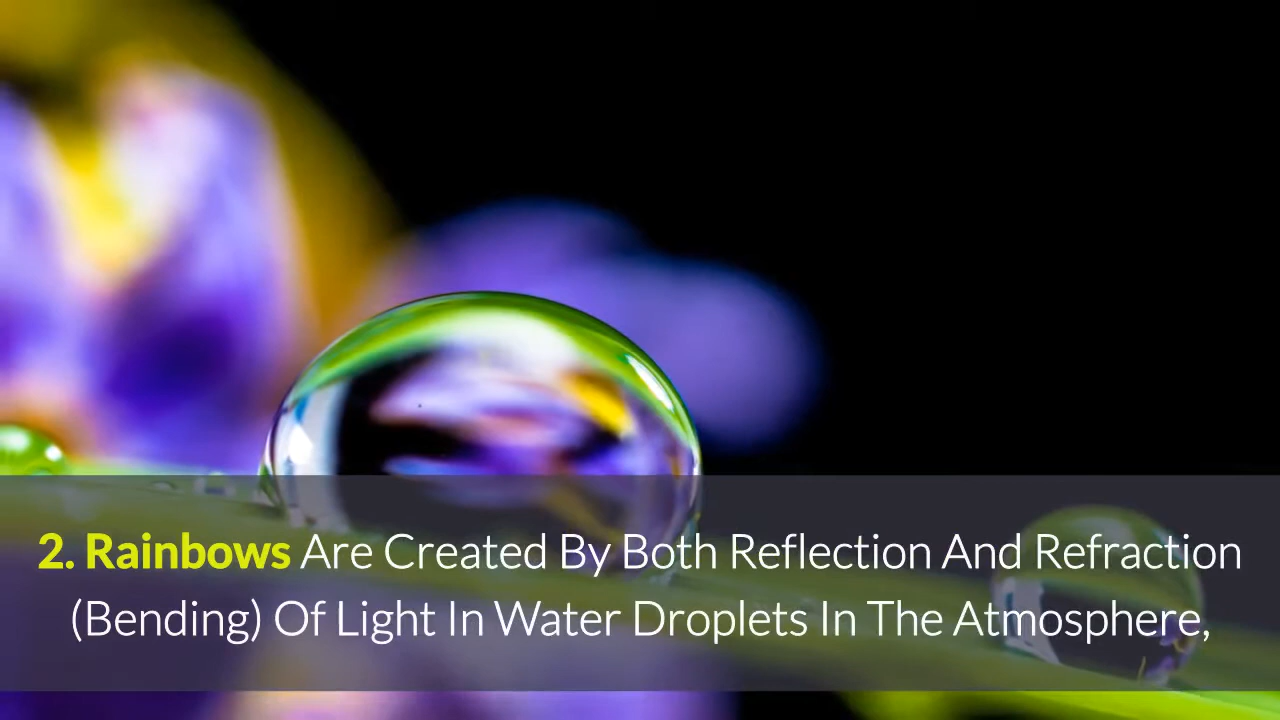 2. Rainbows Are Created By Both Reflection And Refraction
(Bending) Of Light In Water Droplets In The Atmosphere,